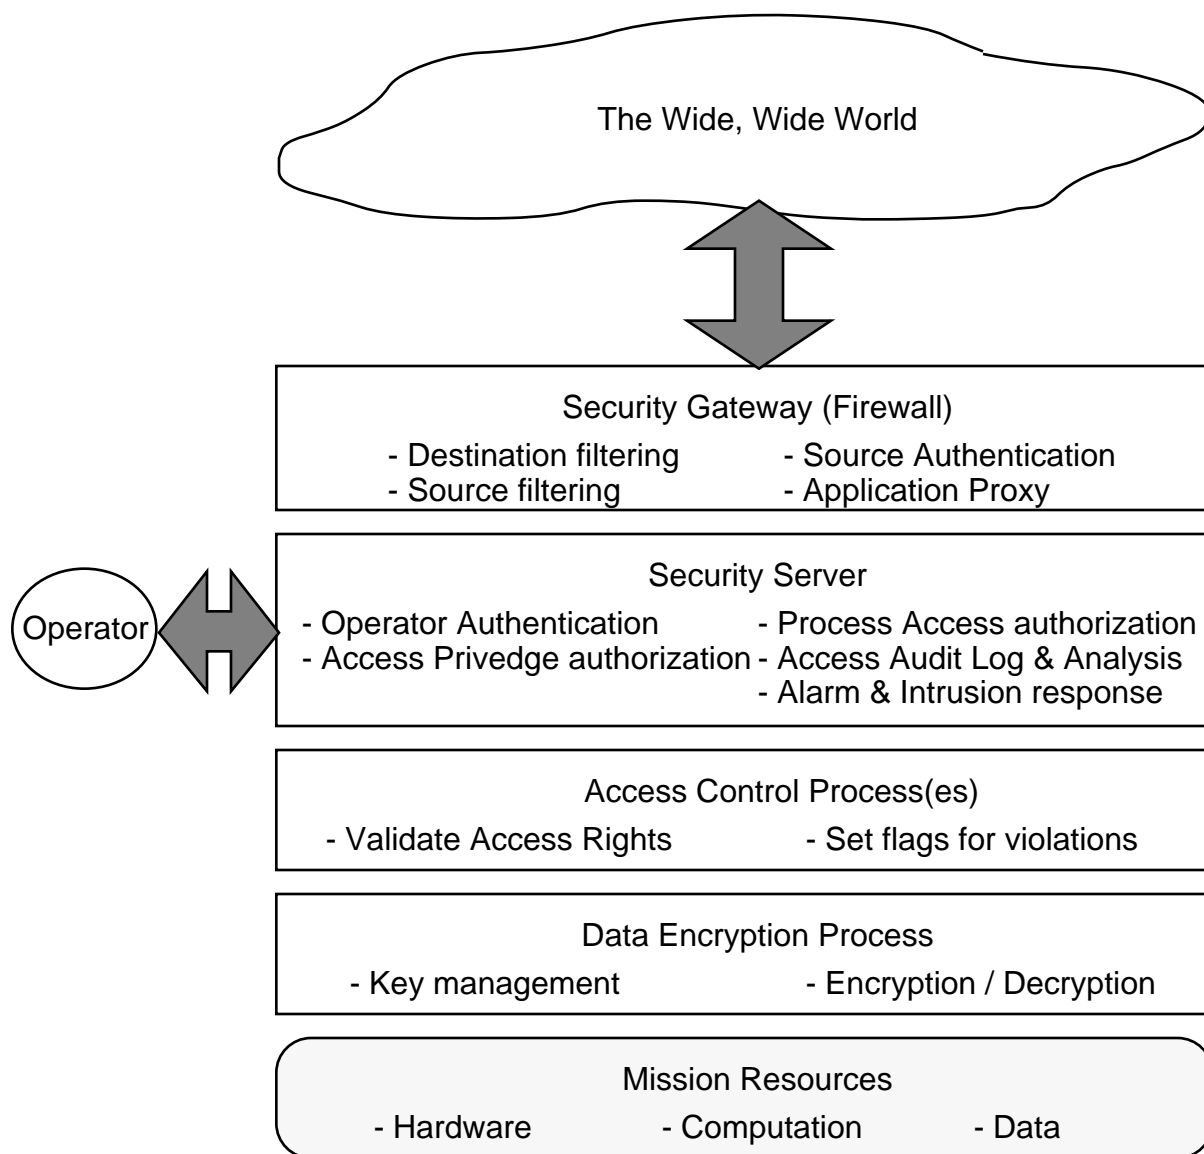 The Wide, Wide World
Security Gateway (Firewall)
- Destination filtering - Source Authentication
- Source filtering - Application Proxy
Security Server
Operator
- Operator Authentication - Process Access authorization
- Access Privedge authorization - Access Audit Log & Analysis
- Alarm & Intrusion response
Access Control Process(es)
- Validate Access Rights - Set flags for violations
Data Encryption Process
- Key management - Encryption / Decryption
Mission Resources
- Hardware - Computation - Data